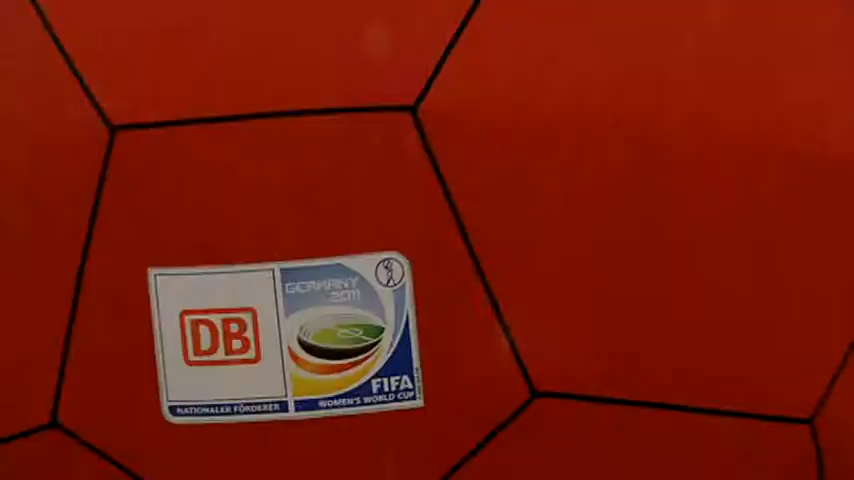 GERMANY
2011
DB
FIFA
NATIONALER FÖRDERER
WOMEN'S WORLD CUP